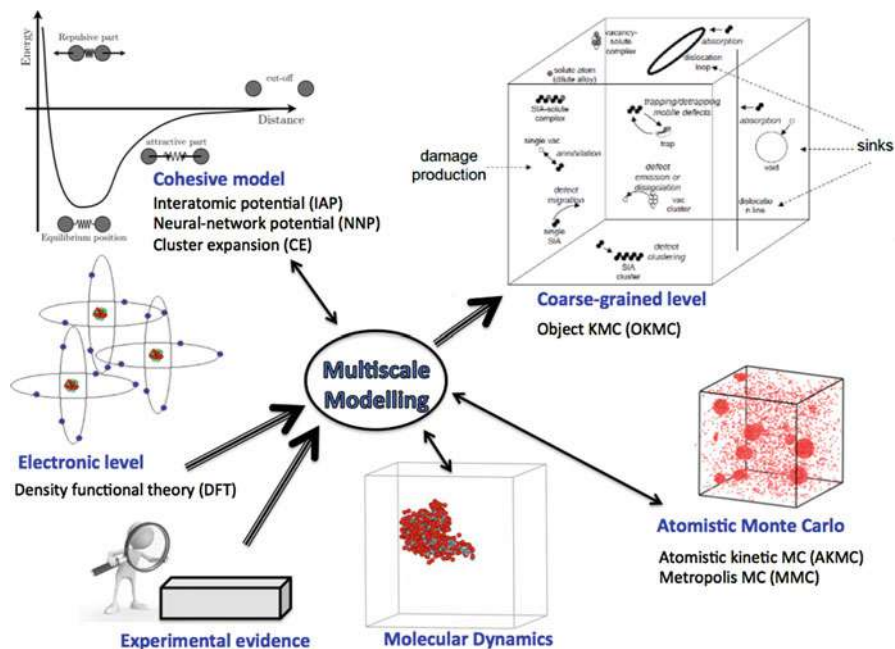 Energy
Repulsive part
cut-off
Distance
attractive part
Equilibrium position
Cohesive model
Interatomic potential (IAP)
Neural-network potential (NNP)
Cluster expansion (CE)
vacancy-
solute
complex
absorption
dislocation
loop
solute atom
(dilute alloy)
SIA-solute
complex
trapping/detrapping
mobile defects
trap
absorption
sinks
void
damage
production
single vac
annihilation
defect
emission or
dissociation
vac
cluster
defect
migration
single
SIA
dislocatio
n line
defect
clustering
SIA
cluster
Coarse-grained level
Object KMC (OKMC)
Multiscale
Modelling
Electronic level
Density functional theory (DFT)
Experimental evidence
Molecular Dynamics
Atomistic Monte Carlo
Atomistic kinetic MC (AKMC)
Metropolis MC (MMC)